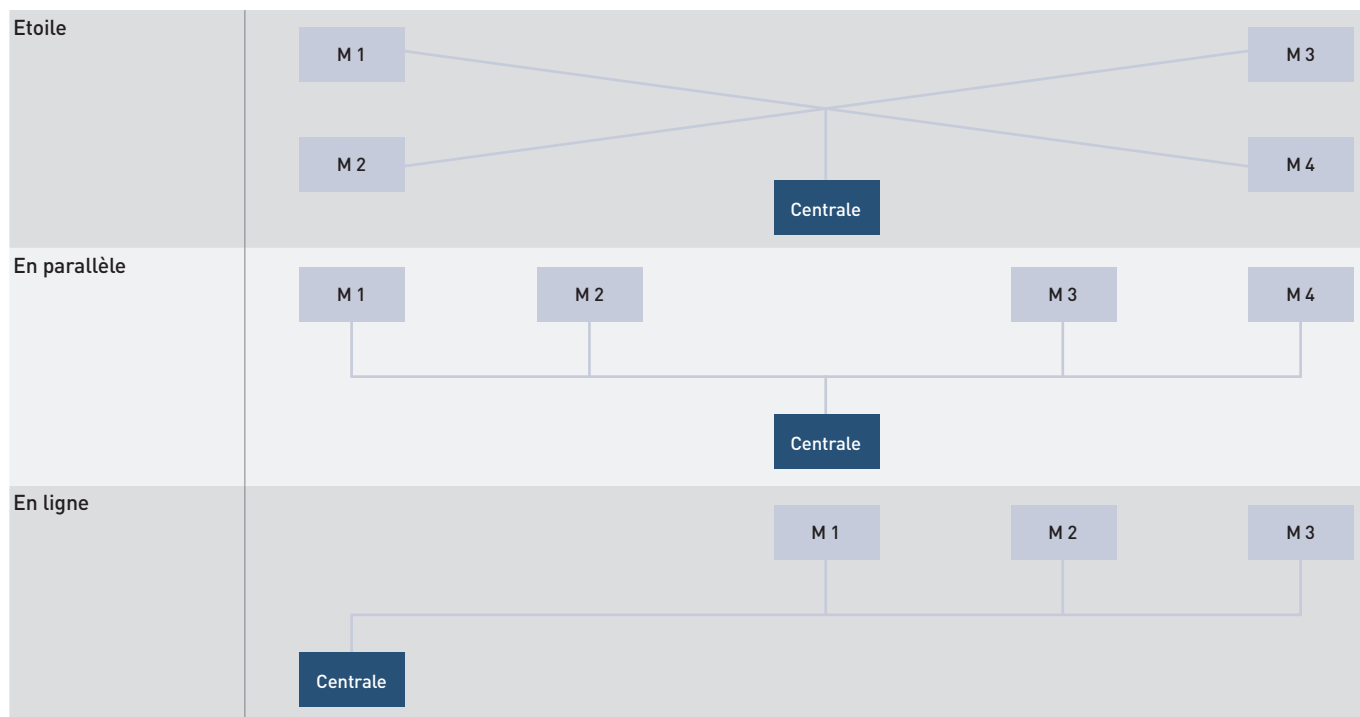 Etoile
M 1
M 3
M 2
M 4
Centrale
En parallèle
M 1
M 2
M 3
M 4
Centrale
En ligne
M 1
M 2
M 3
Centrale